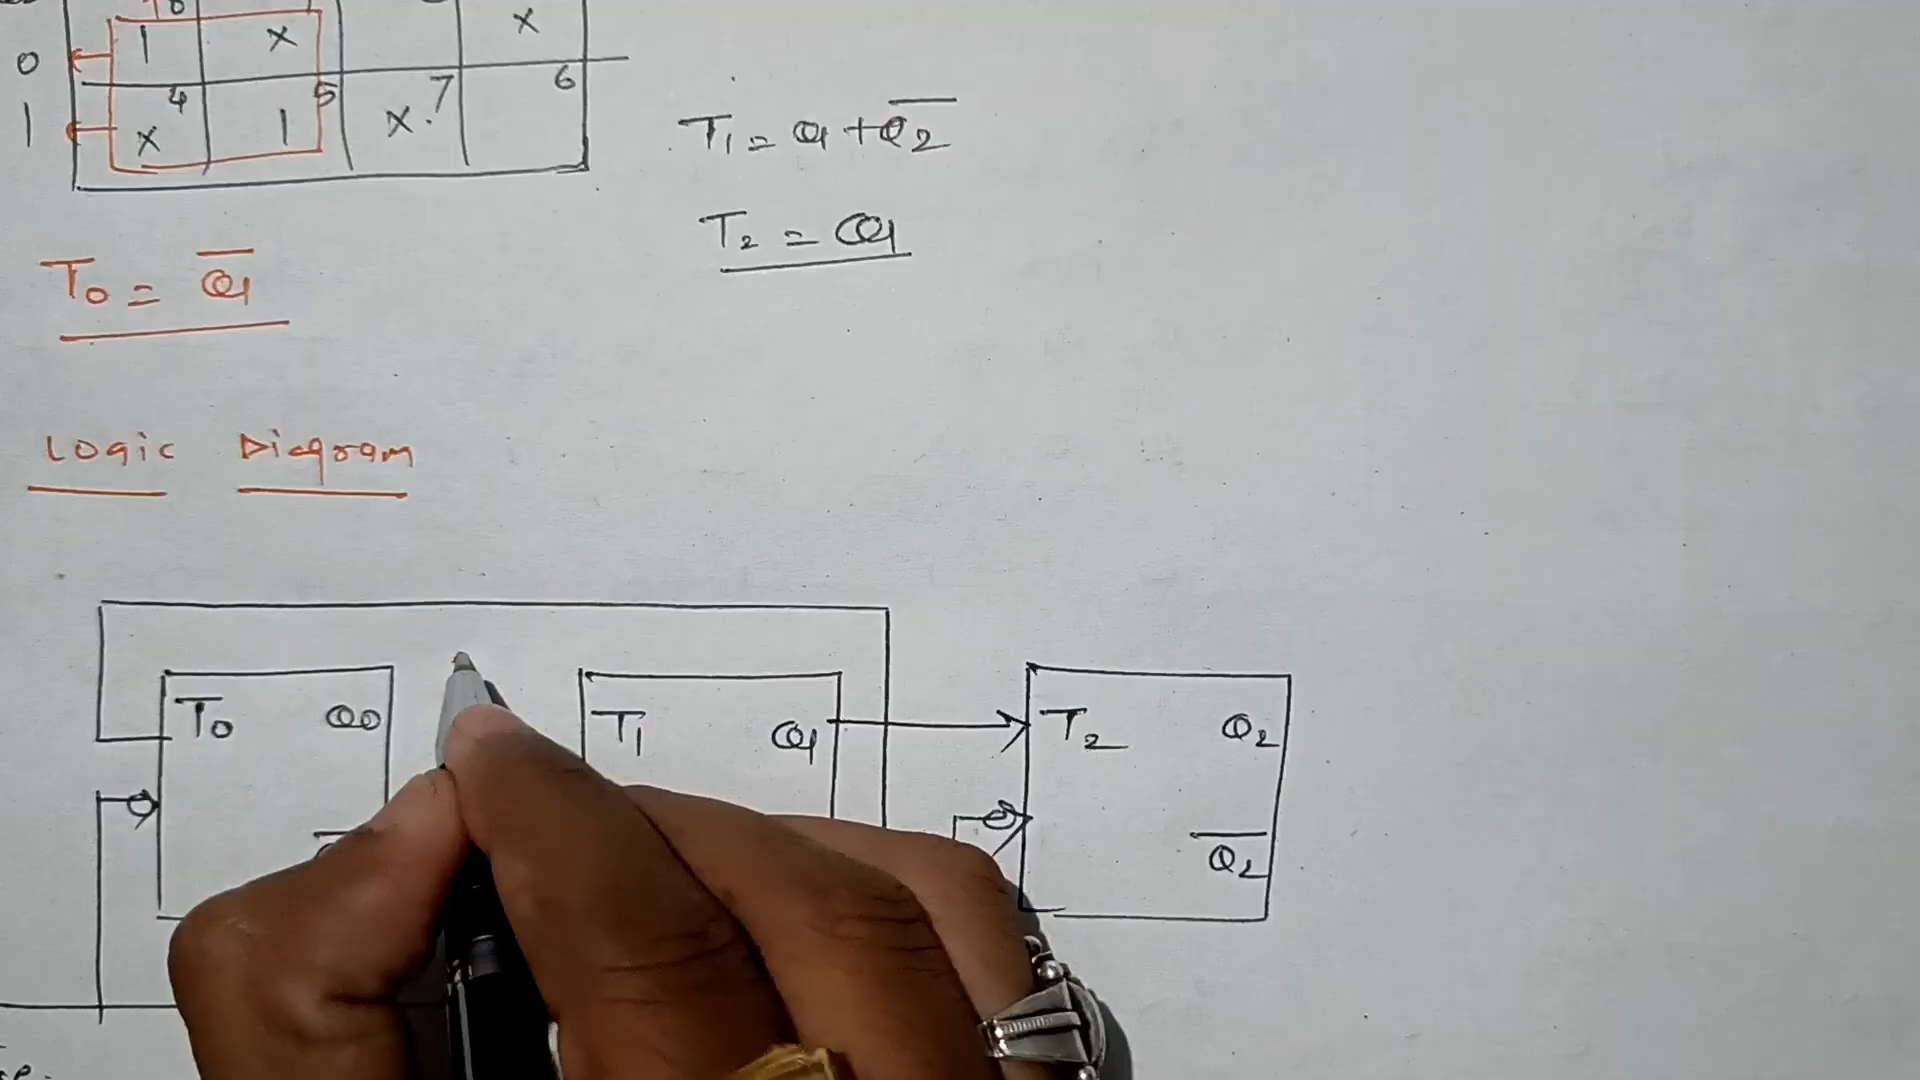 0 1 x x
4 5 7 6
1 x 1 x.
T₁ = Q₁ + Q̅₂
T₂ = Q₁
T₀ = Q̅₁
Logic Diagram
T₀ Q₀ T₁ Q₁ T₂ Q₂
Q̅₂